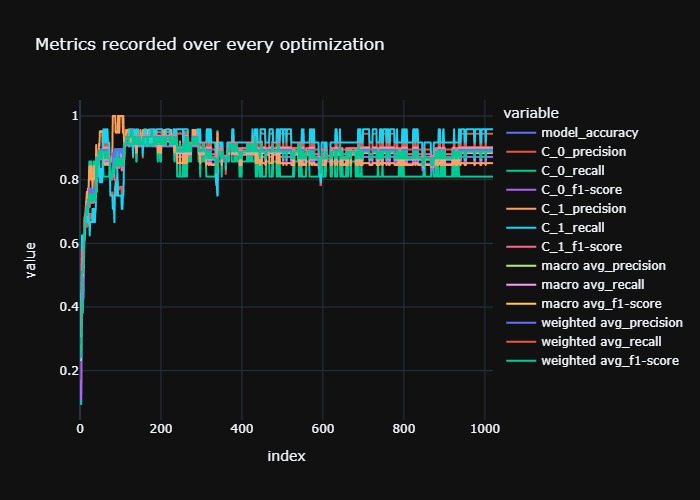 Metrics recorded over every optimization
variable
model_accuracy
C_0_precision
C_0_recall
C_0_f1-score
C_1_precision
C_1_recall
C_1_f1-score
macro avg_precision
macro avg_recall
macro avg_f1-score
weighted avg_precision
weighted avg_recall
weighted avg_f1-score
value
1
0.8
0.6
0.4
0.2
0 200 400 600 800 1000
index